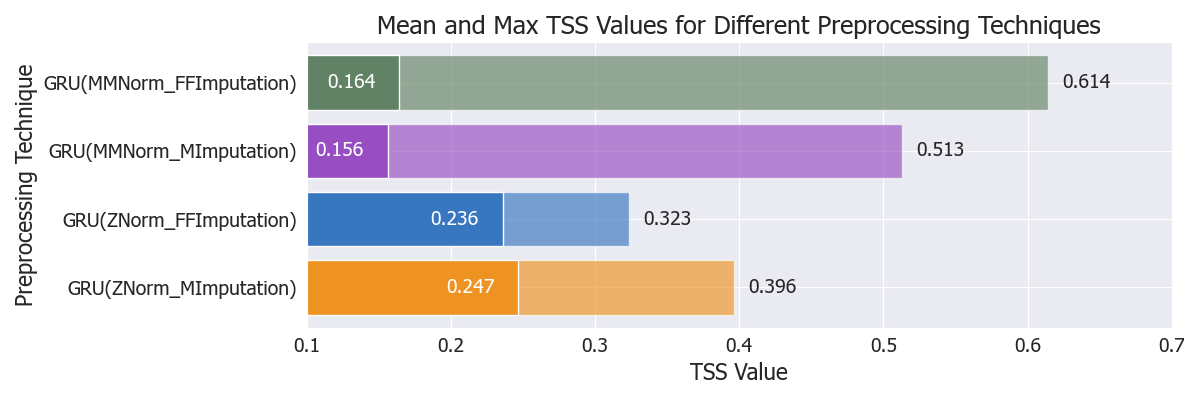 Mean and Max TSS Values for Different Preprocessing Techniques
Preprocessing Technique
GRU(MMNorm_FFImputation)
0.164
0.614
GRU(MMNorm_MImputation)
0.156
0.513
GRU(ZNorm_FFImputation)
0.236
0.323
GRU(ZNorm_MImputation)
0.247
0.396
0.1 0.2 0.3 0.4 0.5 0.6 0.7
TSS Value